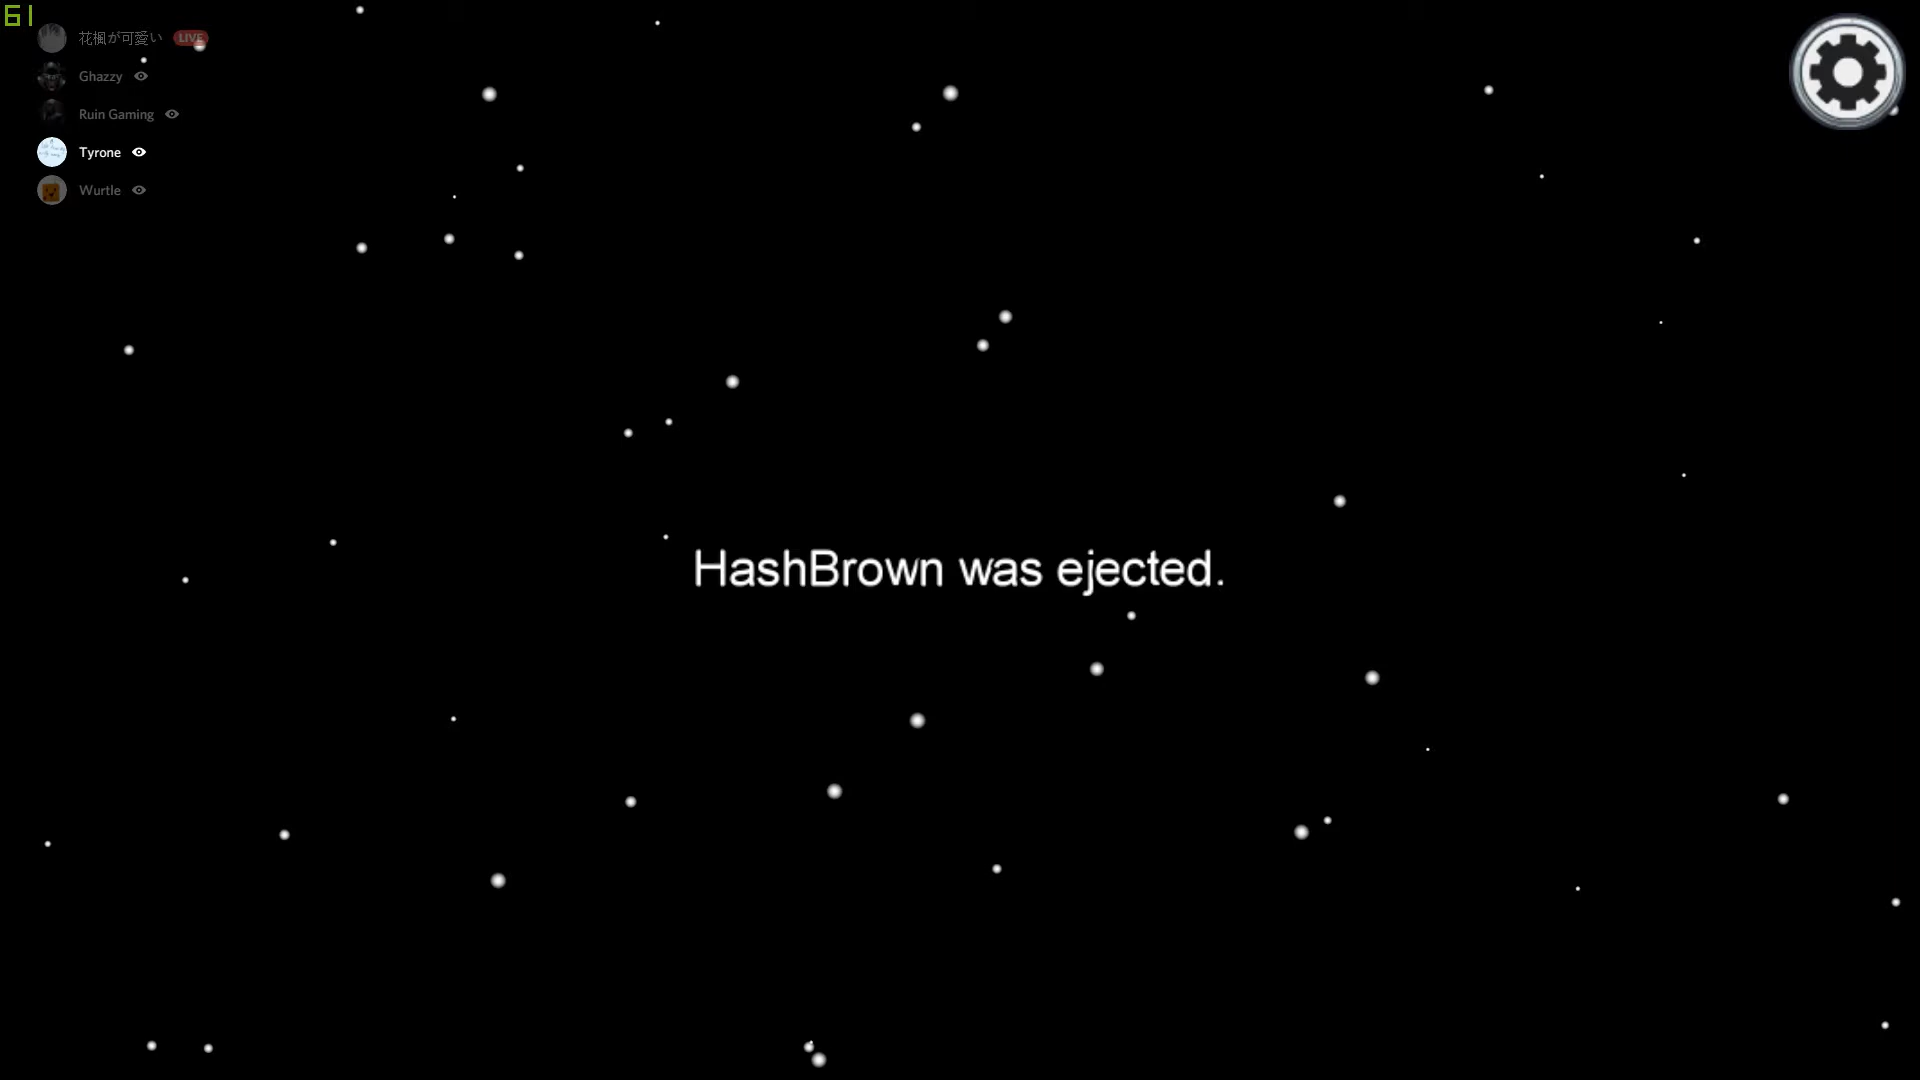 61
花楓が可愛い LIVE
Ghazzy
Ruin Gaming
Tyrone
Wurtle
HashBrown was ejected.